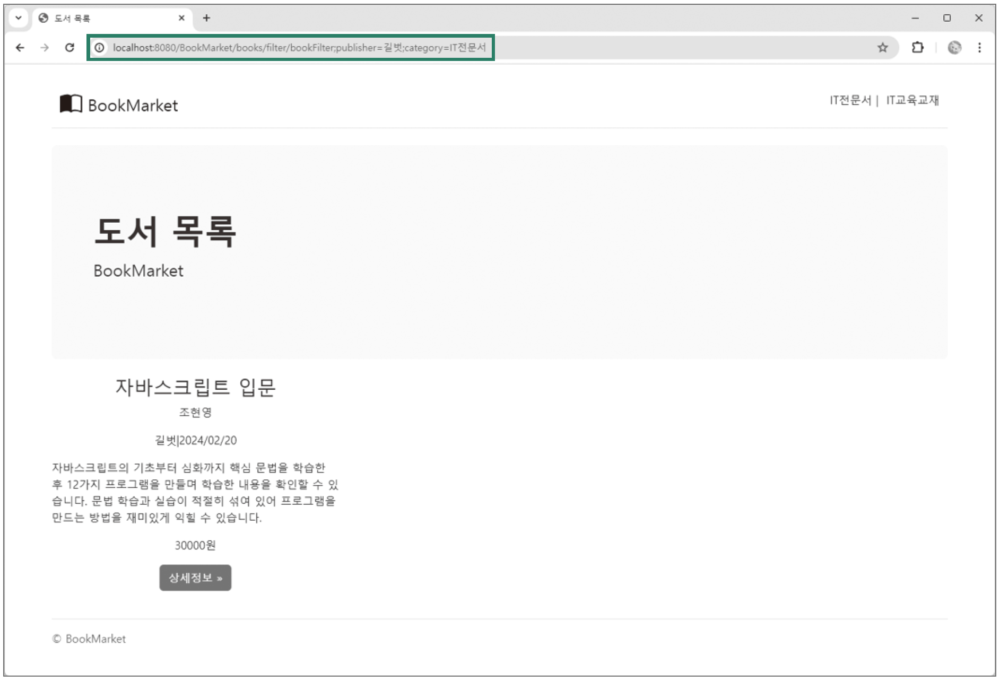 도서 목록
localhost:8080/BookMarket/books/filter/bookFilter;publisher=길벗;category=IT전문서
BookMarket
IT전문서 | IT교육교재
도서 목록
BookMarket
자바스크립트 입문
조현영
길벗|2024/02/20
자바스크립트의 기초부터 심화까지 핵심 문법을 학습한
후 12가지 프로그램을 만들며 학습한 내용을 확인할 수 있
습니다. 문법 학습과 실습이 적절히 섞여 있어 프로그램을
만드는 방법을 재미있게 익힐 수 있습니다.
30000원
상세정보 »
© BookMarket